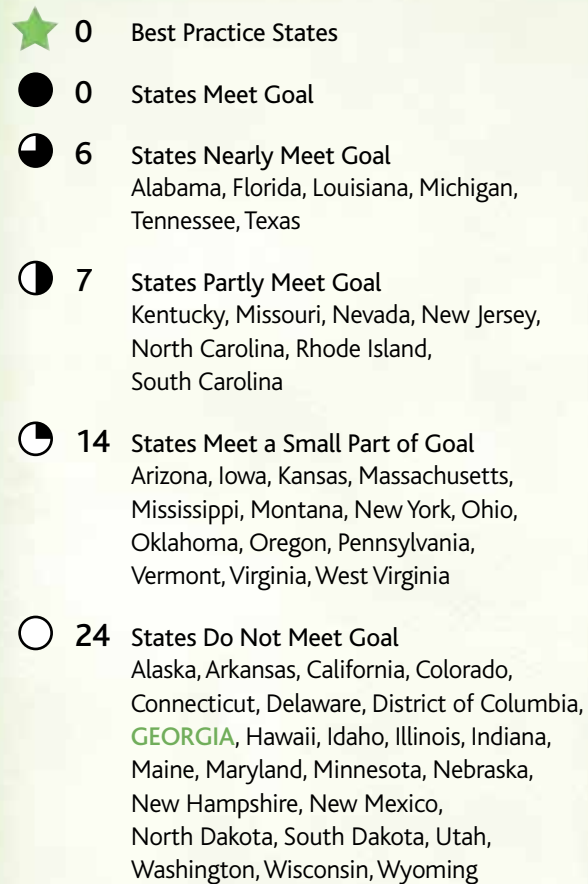 0 Best Practice States
0 States Meet Goal
6 States Nearly Meet Goal
Alabama, Florida, Louisiana, Michigan,
Tennessee, Texas
7 States Partly Meet Goal
Kentucky, Missouri, Nevada, New Jersey,
North Carolina, Rhode Island,
South Carolina
14 States Meet a Small Part of Goal
Arizona, Iowa, Kansas, Massachusetts,
Mississippi, Montana, New York, Ohio,
Oklahoma, Oregon, Pennsylvania,
Vermont, Virginia, West Virginia
24 States Do Not Meet Goal
Alaska, Arkansas, California, Colorado,
Connecticut, Delaware, District of Columbia,
GEORGIA, Hawaii, Idaho, Illinois, Indiana,
Maine, Maryland, Minnesota, Nebraska,
New Hampshire, New Mexico,
North Dakota, South Dakota, Utah,
Washington, Wisconsin, Wyoming